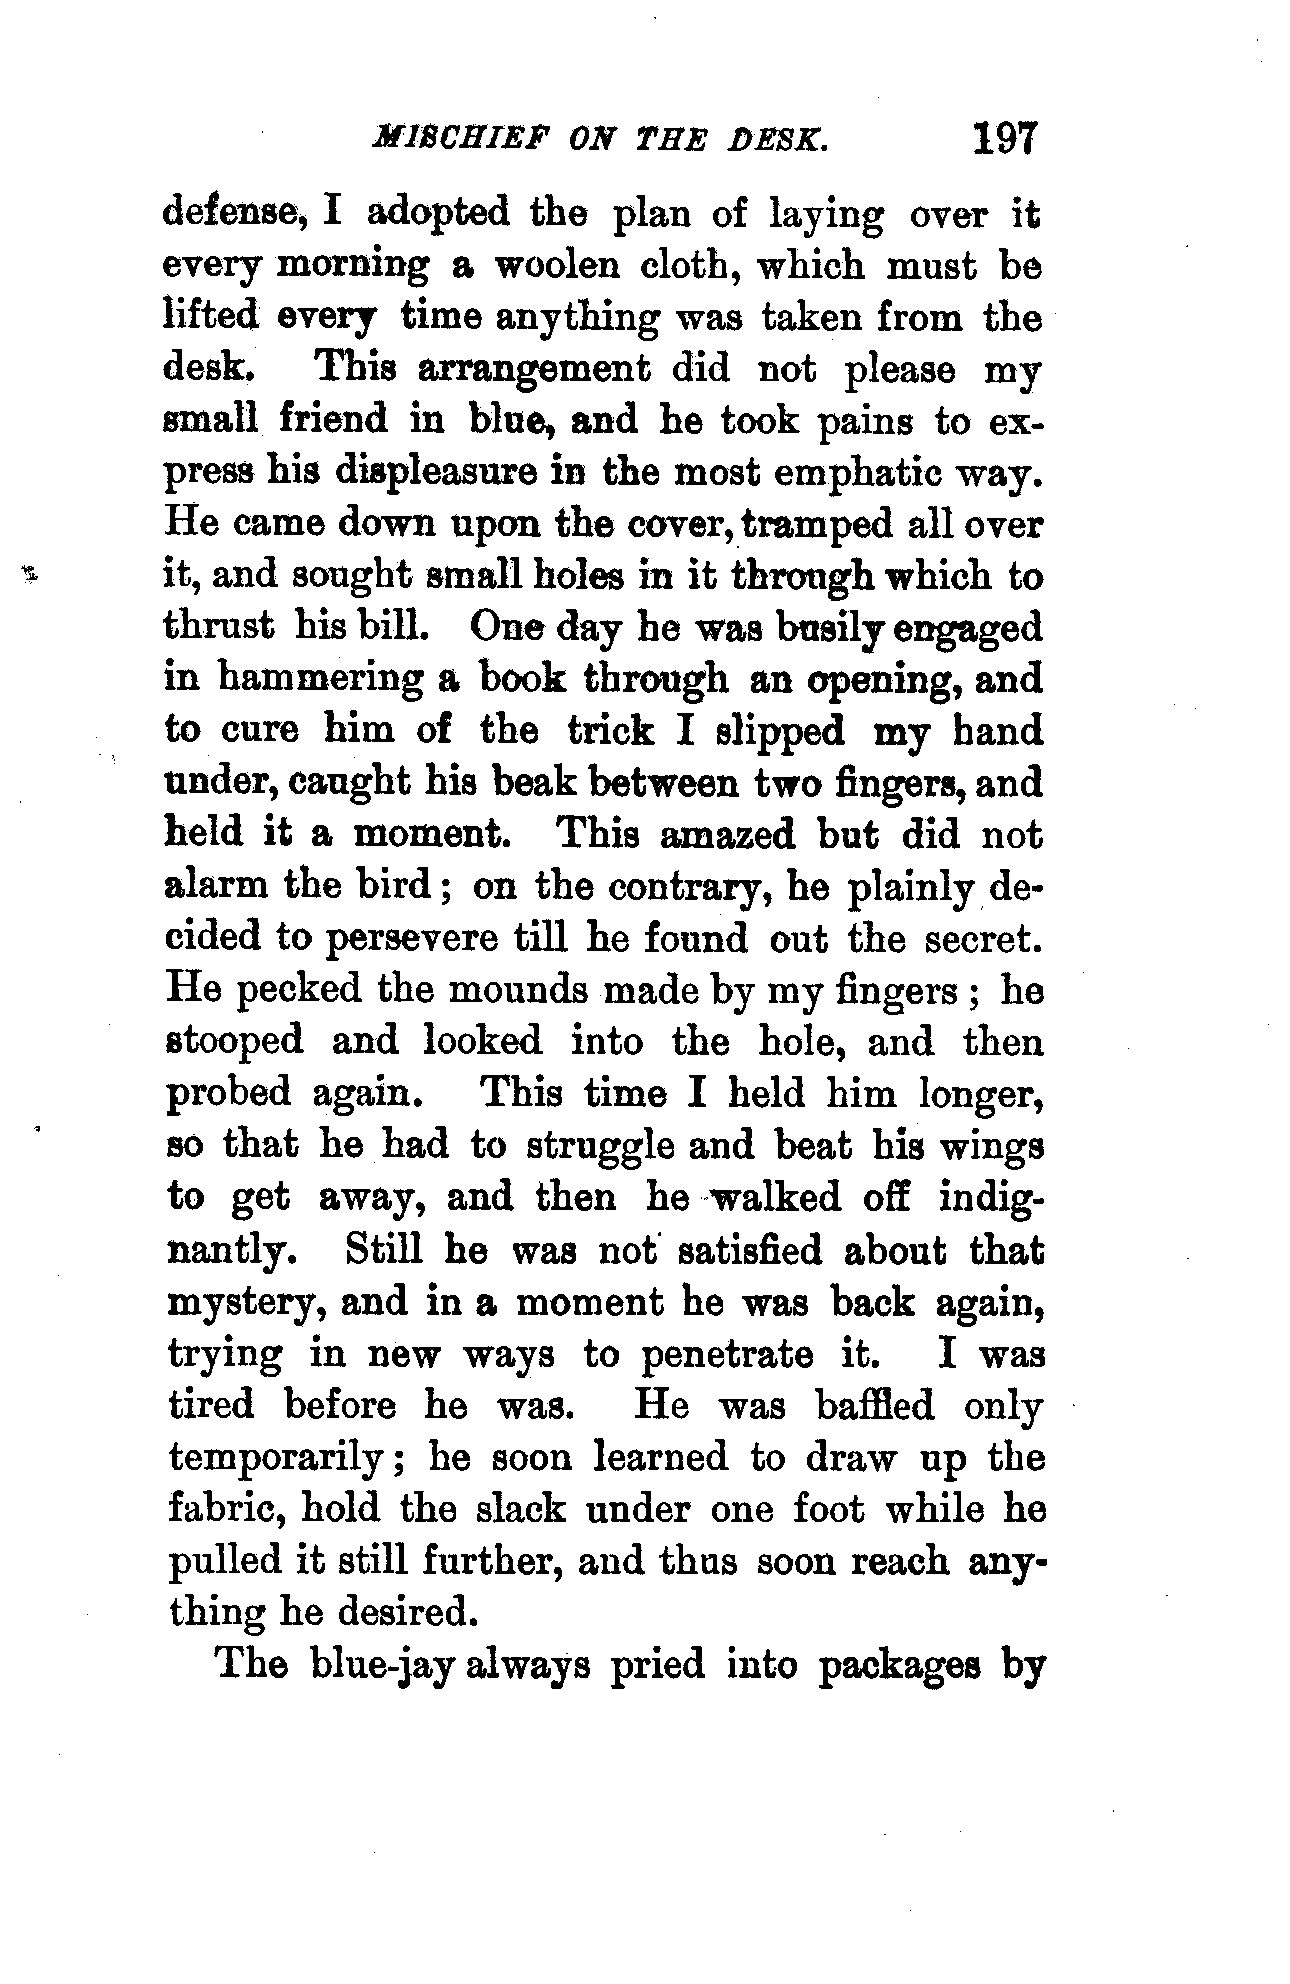 MISCHIEF ON THE DESK. 197
defense, I adopted the plan of laying over it
every morning a woolen cloth, which must be
lifted every time anything was taken from the
desk. This arrangement did not please my
small friend in blue, and he took pains to ex-
press his displeasure in the most emphatic way.
He came down upon the cover, tramped all over
it, and sought small holes in it through which to
thrust his bill. One day he was busily engaged
in hammering a book through an opening, and
to cure him of the trick I slipped my hand
under, caught his beak between two fingers, and
held it a moment. This amazed but did not
alarm the bird; on the contrary, he plainly de-
cided to persevere till he found out the secret.
He pecked the mounds made by my fingers; he
stooped and looked into the hole, and then
probed again. This time I held him longer,
so that he had to struggle and beat his wings
to get away, and then he walked off indig-
nantly. Still he was not satisfied about that
mystery, and in a moment he was back again,
trying in new ways to penetrate it. I was
tired before he was. He was baffled only
temporarily; he soon learned to draw up the
fabric, hold the slack under one foot while he
pulled it still further, and thus soon reach any-
thing he desired.
The blue-jay always pried into packages by